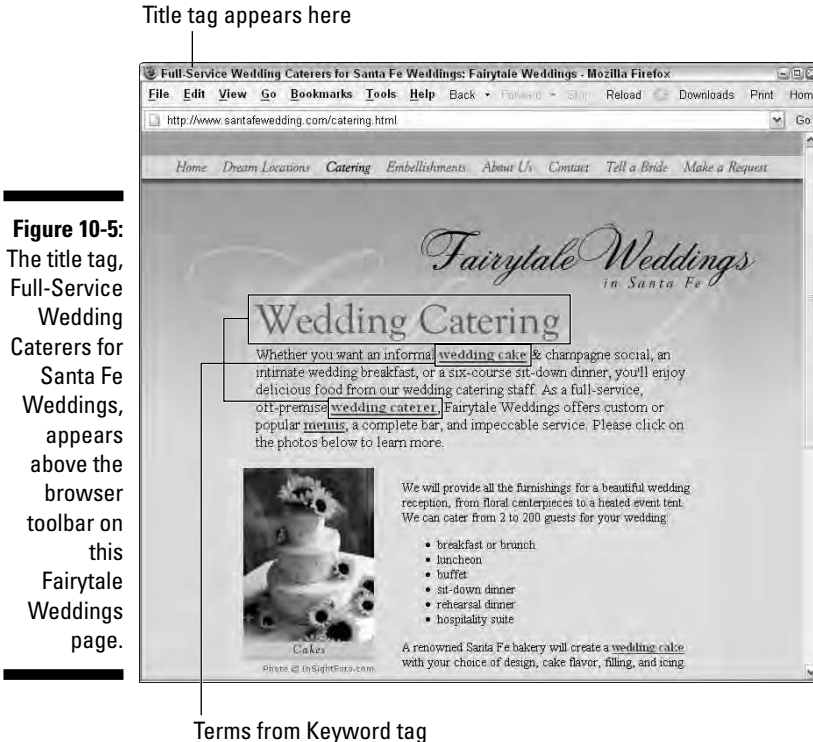 Title tag appears here
Full-Service Wedding Caterers for Santa Fe Weddings: Fairytale Weddings - Mozilla Firefox
File Edit View Go Bookmarks Tools Help Back Forward Stop Reload Downloads Print Hom
http://www.santafewedding.com/catering.html Go
Home Dream Locations Catering Embellishments About Us Contact Tell a Bride Make a Request
Fairytale Weddings
in Santa Fe
Wedding Catering
Whether you want an informal wedding cake & champagne social, an
intimate wedding breakfast, or a six-course sit-down dinner, you'll enjoy
delicious food from our wedding catering staff. As a full-service,
off-premise wedding caterer, Fairytale Weddings offers custom or
popular menus, a complete bar, and impeccable service. Please click on
the photos below to learn more.
We will provide all the furnishings for a beautiful wedding
reception, from floral centerpieces to a heated event tent.
We can cater from 2 to 200 guests for your wedding:
• breakfast or brunch
• luncheon
• buffet
• sit-down dinner
• rehearsal dinner
• hospitality suite
A renowned Santa Fe bakery will create a wedding cake
with your choice of design, cake flavor, filling, and icing
Cakes
Photo @ InSightFoto.com
Terms from Keyword tag
Figure 10-5:
The title tag,
Full-Service
Wedding
Caterers for
Santa Fe
Weddings,
appears
above the
browser
toolbar on
this
Fairytale
Weddings
page.